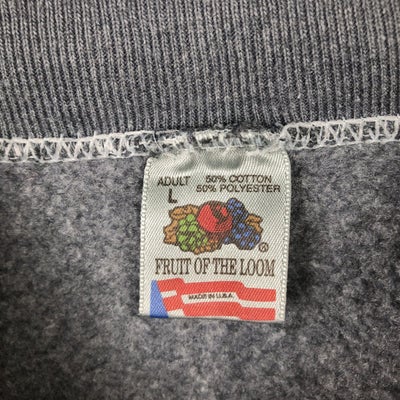 ADULT 50% COTTON
L 50% POLYESTER
®
FRUIT OF THE LOOM
MADE IN U.S.A.